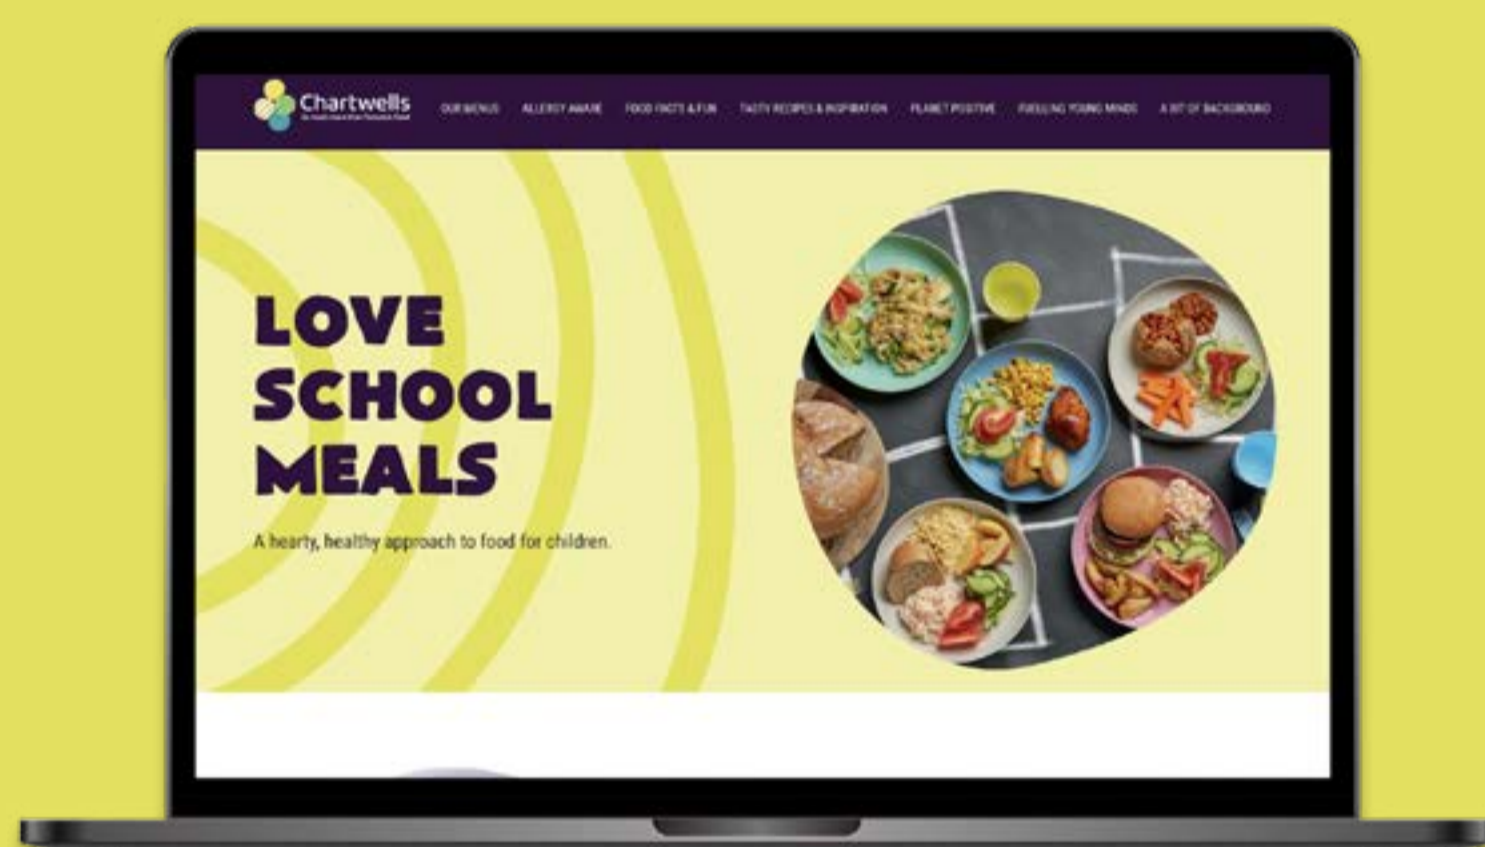 Chartwells
OUR MENUS ALLERGY AWARE FOOD FACTS & FUN TASTY RECIPES & INSPIRATION PLANET POSITIVE FUELLING YOUNG MINDS A BIT OF BACKGROUND
LOVE
SCHOOL
MEALS
A hearty, healthy approach to food for children.